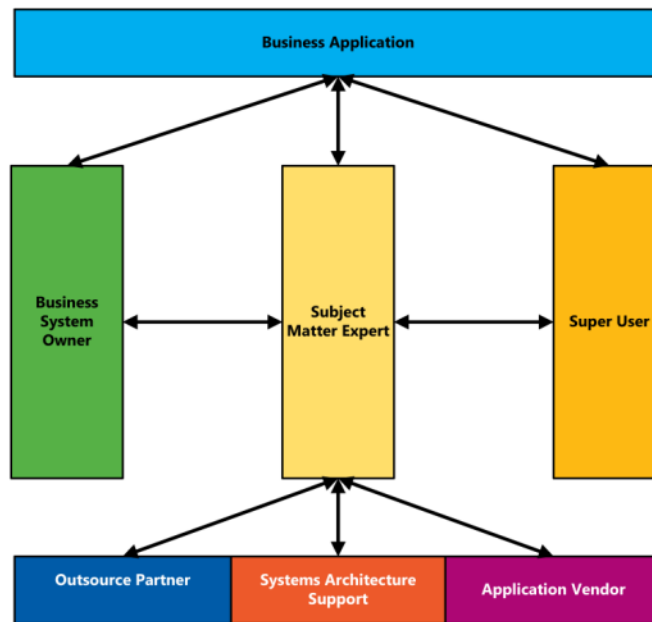 Business Application
Business
System
Owner
Subject
Matter Expert
Super User
Outsource Partner
Systems Architecture
Support
Application Vendor